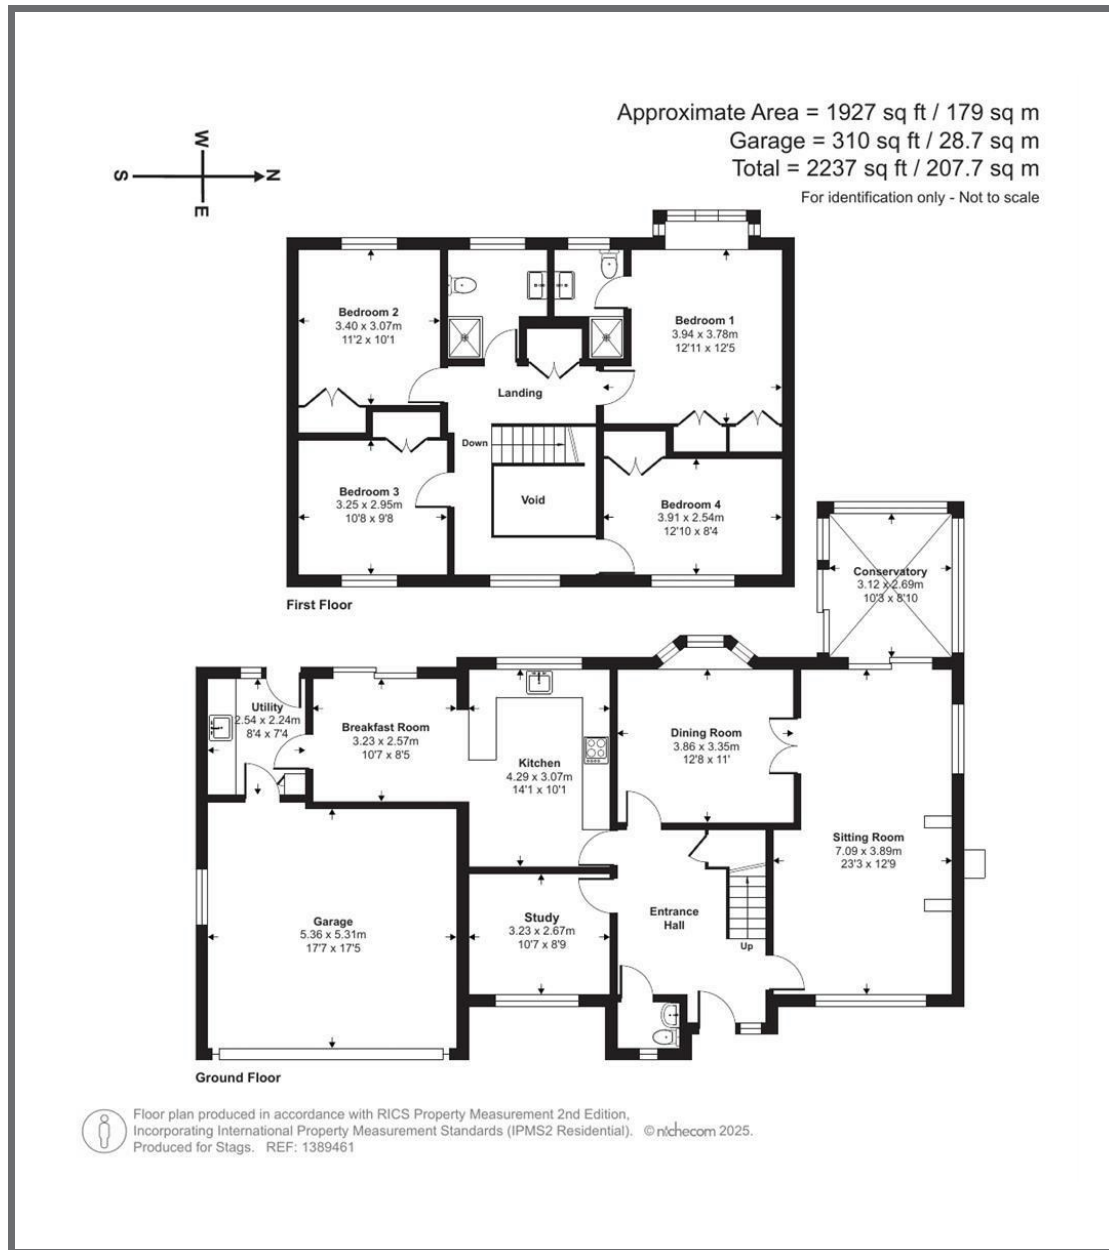 Approximate Area = 1927 sq ft / 179 sq m
Garage = 310 sq ft / 28.7 sq m
Total = 2237 sq ft / 207.7 sq m
For identification only - Not to scale
W
S
N
E
Bedroom 2
3.40 x 3.07m
11'2 x 10'1
Bedroom 1
3.94 x 3.78m
12'11 x 12'5
Landing
Down
Void
Bedroom 3
3.25 x 2.95m
10'8 x 9'8
Bedroom 4
3.91 x 2.54m
12'10 x 8'4
First Floor
Conservatory
3.12 x 2.69m
10'3 x 8'10
Utility
2.54 x 2.24m
8'4 x 7'4
Breakfast Room
3.23 x 2.57m
10'7 x 8'5
Kitchen
4.29 x 3.07m
14'1 x 10'1
Dining Room
3.86 x 3.35m
12'8 x 11'
Sitting Room
7.09 x 3.89m
23'3 x 12'9
Garage
5.36 x 5.31m
17'7 x 17'5
Study
3.23 x 2.67m
10'7 x 8'9
Entrance
Hall
Up
Ground Floor
Floor plan produced in accordance with RICS Property Measurement 2nd Edition,
Incorporating International Property Measurement Standards (IPMS2 Residential). © nichecom 2025.
Produced for Stags. REF: 1389461